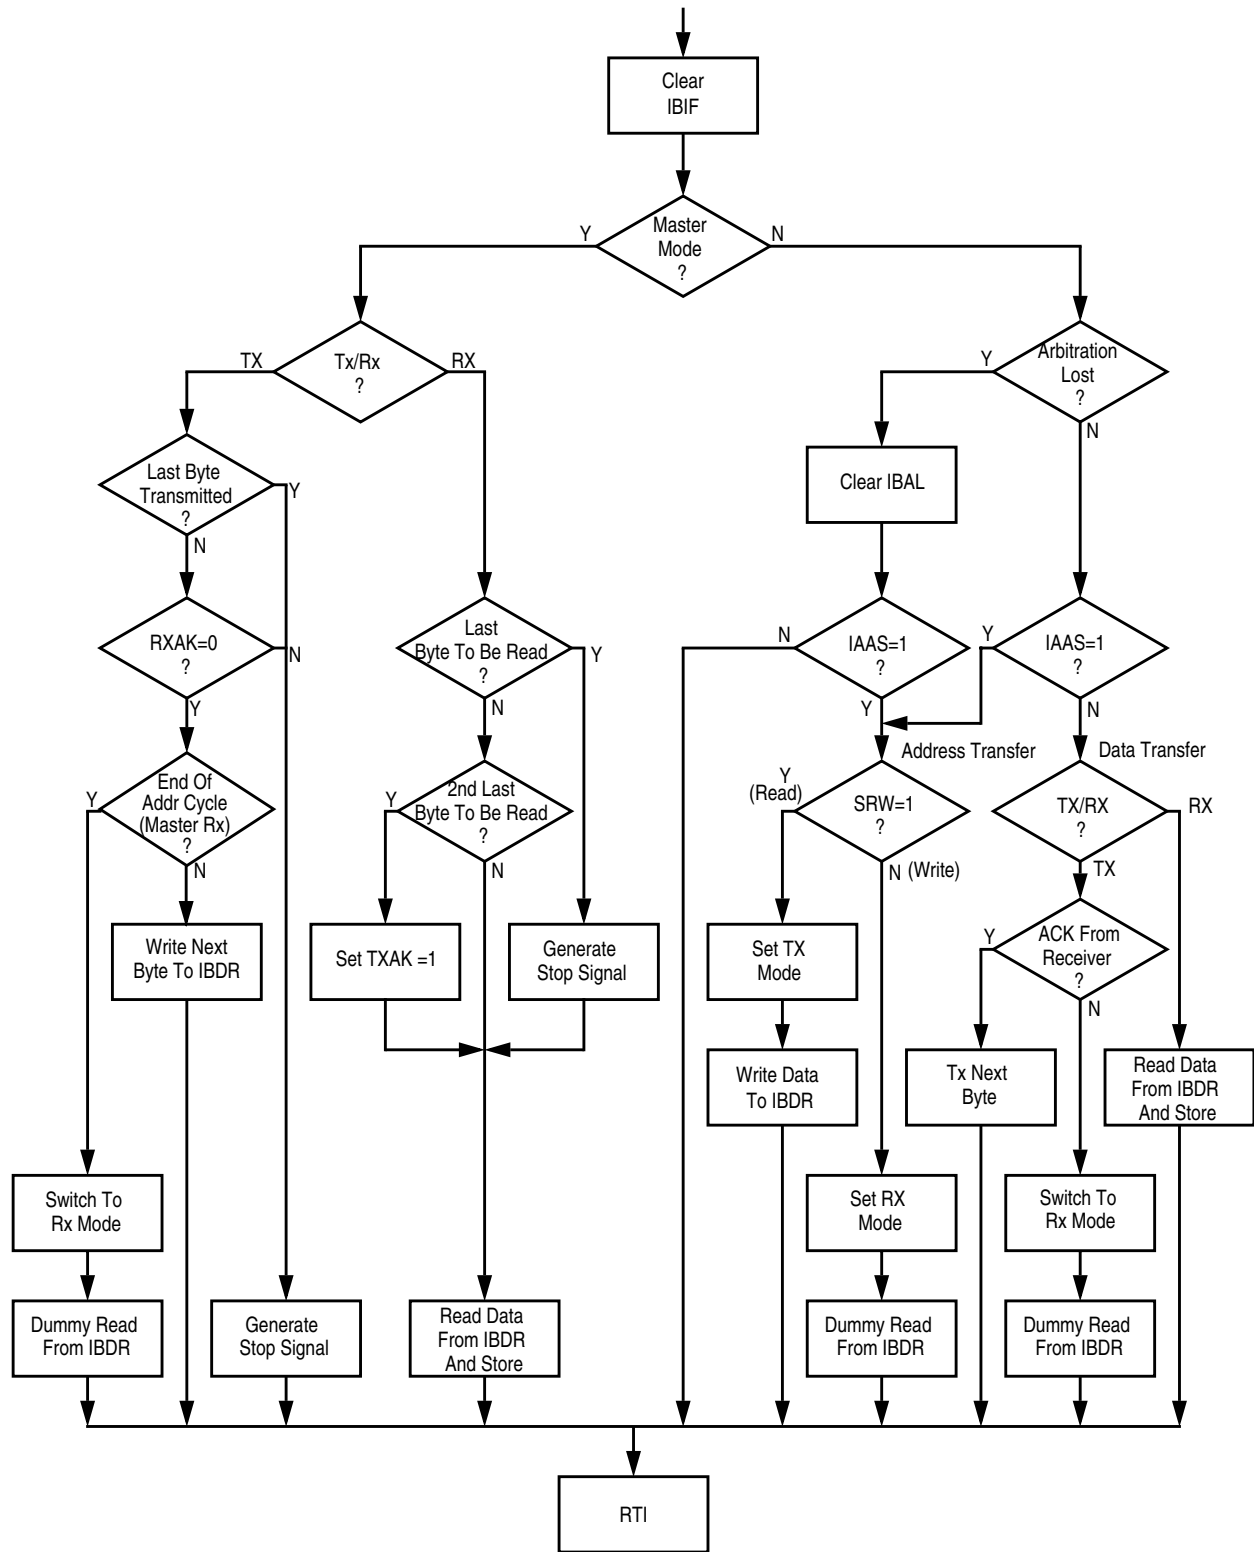 Clear
IBIF
Master
Mode
?
Y
N
Tx/Rx
?
TX
RX
Arbitration
Lost
?
Y
N
Last Byte
Transmitted
?
Y
N
Clear IBAL
RXAK=0
?
N
Y
Last
Byte To Be Read
?
Y
N
IAAS=1
?
N
Y
IAAS=1
?
Y
N
Address Transfer
Data Transfer
End Of
Addr Cycle
(Master Rx)
?
Y
N
2nd Last
Byte To Be Read
?
Y
N
Y
(Read)
SRW=1
?
N (Write)
TX/RX
?
RX
TX
Write Next
Byte To IBDR
Set TXAK =1
Generate
Stop Signal
Set TX
Mode
Y
ACK From
Receiver
?
N
Write Data
To IBDR
Tx Next
Byte
Read Data
From IBDR
And Store
Switch To
Rx Mode
Set RX
Mode
Switch To
Rx Mode
Dummy Read
From IBDR
Generate
Stop Signal
Read Data
From IBDR
And Store
Dummy Read
From IBDR
Dummy Read
From IBDR
RTI